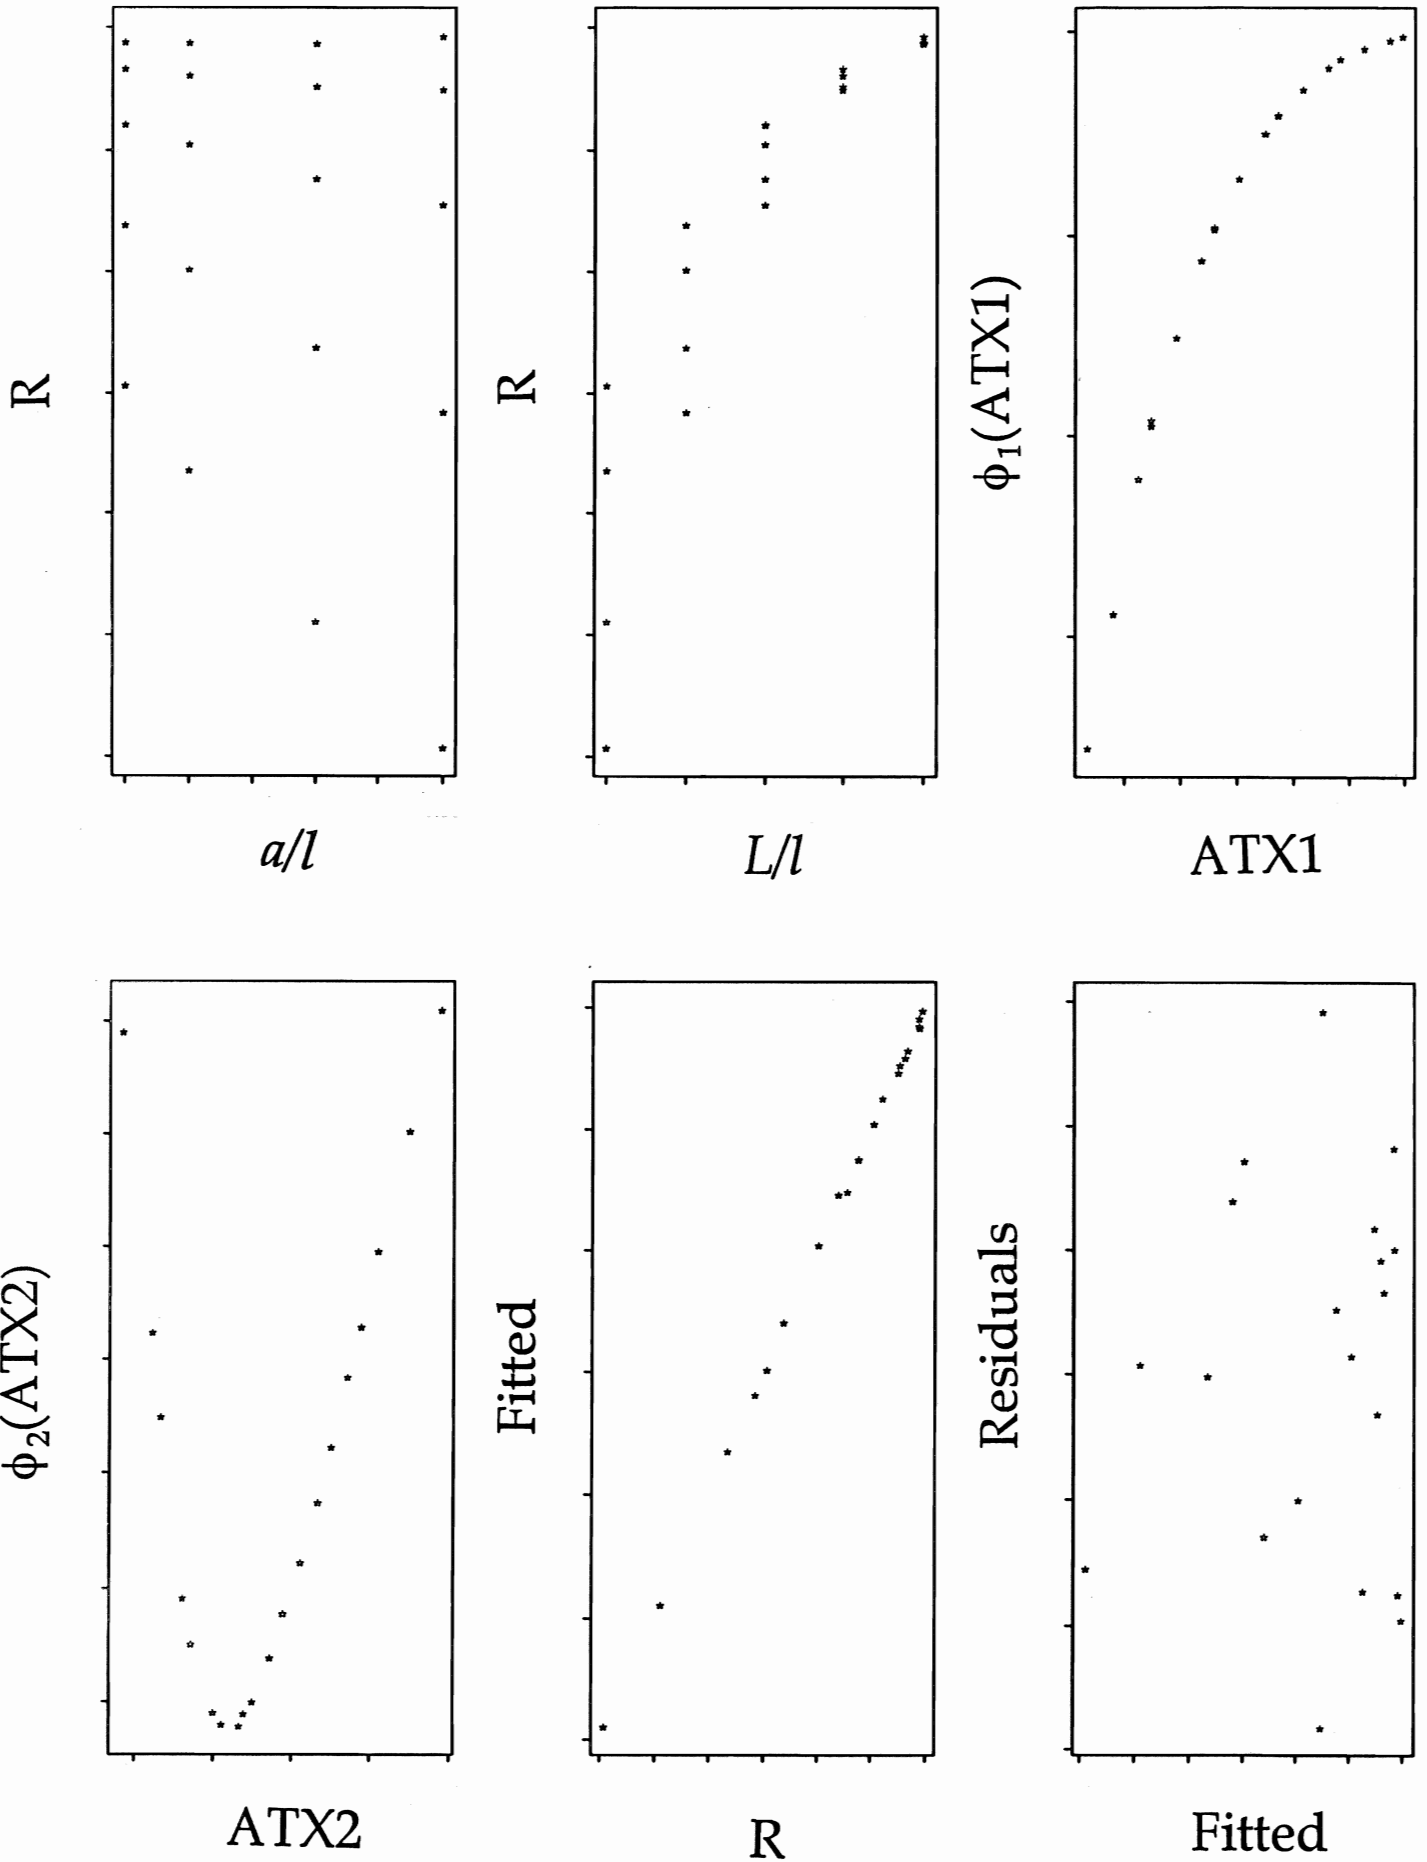 R
a/l
R
L/l
ϕ1(ATX1)
ATX1
ϕ2(ATX2)
ATX2
Fitted
R
Residuals
Fitted